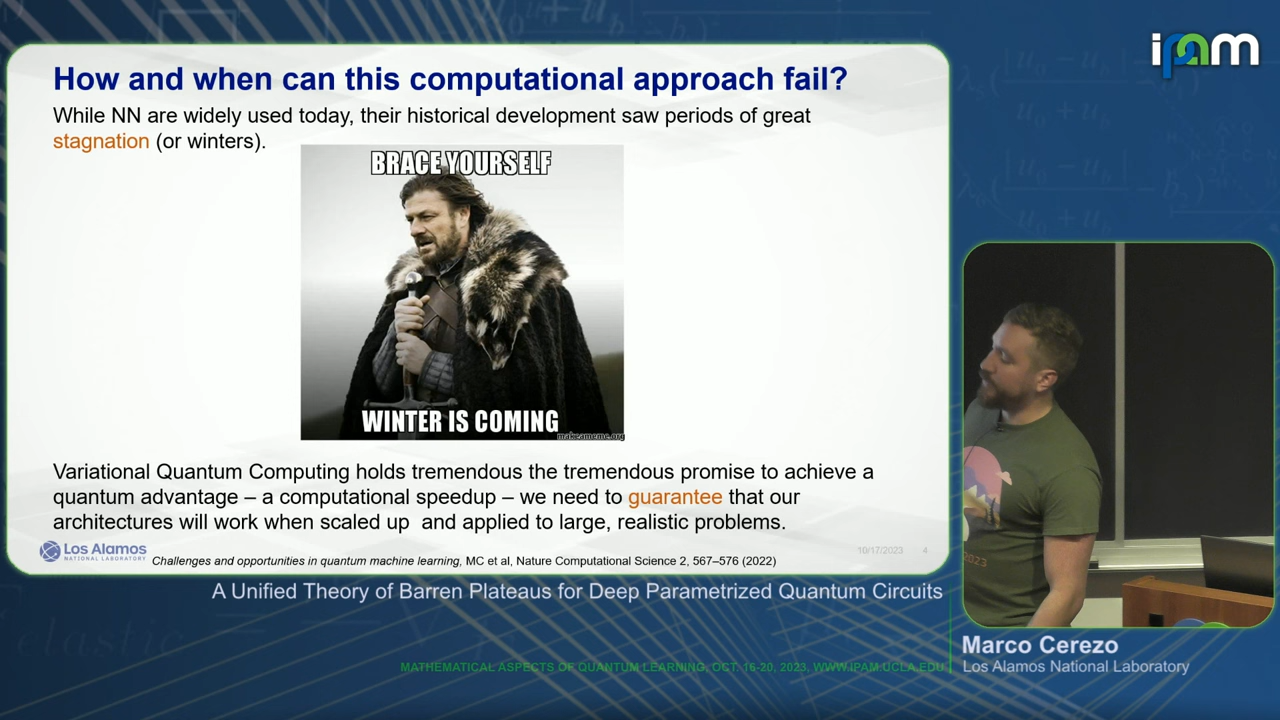 How and when can this computational approach fail?
While NN are widely used today, their historical development saw periods of great
stagnation (or winters).
BRACE YOURSELF
WINTER IS COMING
makeameme.org
Variational Quantum Computing holds tremendous the tremendous promise to achieve a
quantum advantage – a computational speedup – we need to guarantee that our
architectures will work when scaled up  and applied to large, realistic problems.
Los Alamos
NATIONAL LABORATORY
Challenges and opportunities in quantum machine learning, MC et al, Nature Computational Science 2, 567–576 (2022)
10/17/2023 4
A Unified Theory of Barren Plateaus for Deep Parametrized Quantum Circuits
MATHEMATICAL ASPECTS OF QUANTUM LEARNING, OCT. 16-20, 2023, WWW.IPAM.UCLA.EDU
ipam
2023
Marco Cerezo
Los Alamos National Laboratory
elastic